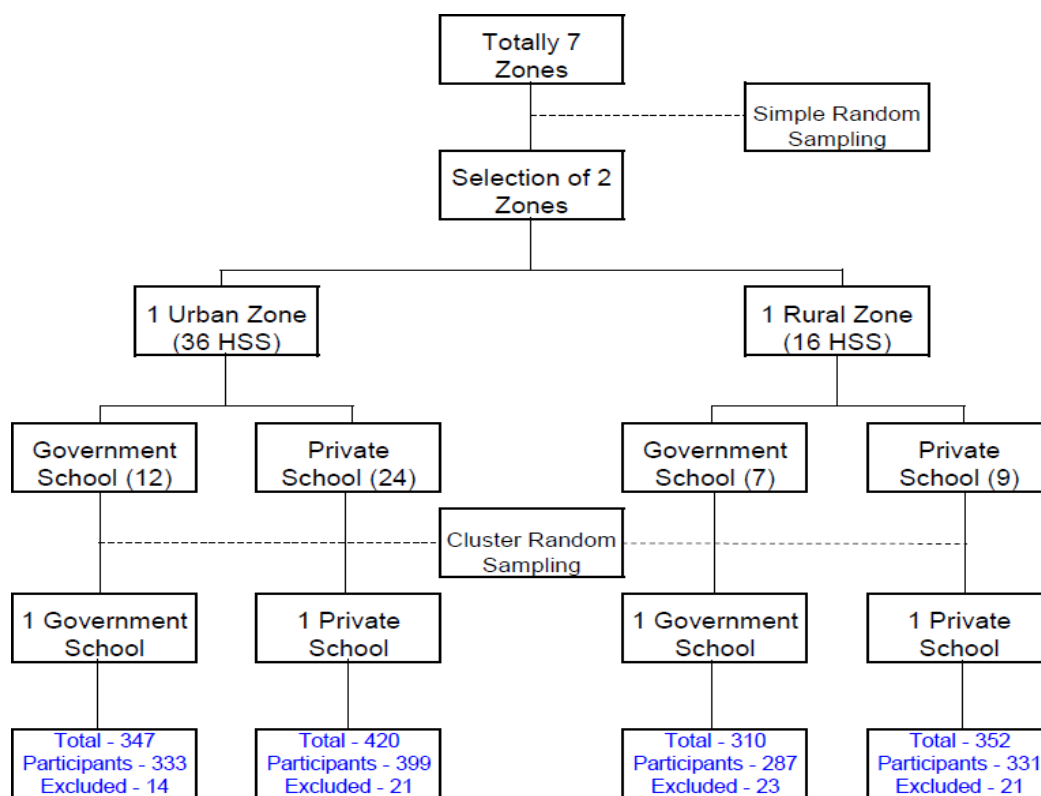 Totally 7
Zones
Simple Random
Sampling
Selection of 2
Zones
1 Urban Zone
(36 HSS)
1 Rural Zone
(16 HSS)
Government
School (12)
Private
School (24)
Government
School (7)
Private
School (9)
Cluster Random
Sampling
1 Government
School
1 Private
School
1 Government
School
1 Private
School
Total - 347
Participants - 333
Excluded - 14
Total - 420
Participants - 399
Excluded - 21
Total - 310
Participants - 287
Excluded - 23
Total - 352
Participants - 331
Excluded - 21